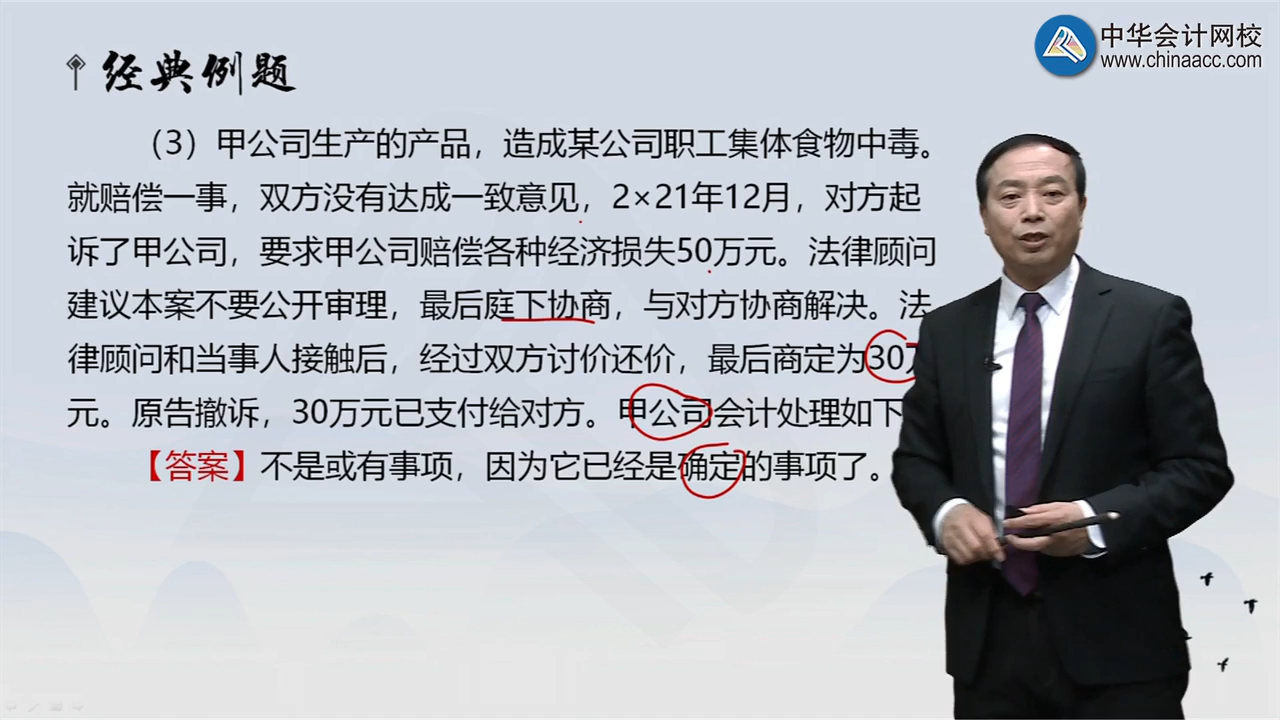 经典例题
中华会计网校
www.chinaacc.com
（3）甲公司生产的产品，造成某公司职工集体食物中毒。
就赔偿一事，双方没有达成一致意见，2×21年12月，对方起
诉了甲公司，要求甲公司赔偿各种经济损失50万元。法律顾问
建议本案不要公开审理，最后庭下协商，与对方协商解决。法
律顾问和当事人接触后，经过双方讨价还价，最后商定为30万
元。原告撤诉，30万元已支付给对方。甲公司会计处理如下
【答案】不是或有事项，因为它已经是确定的事项了。